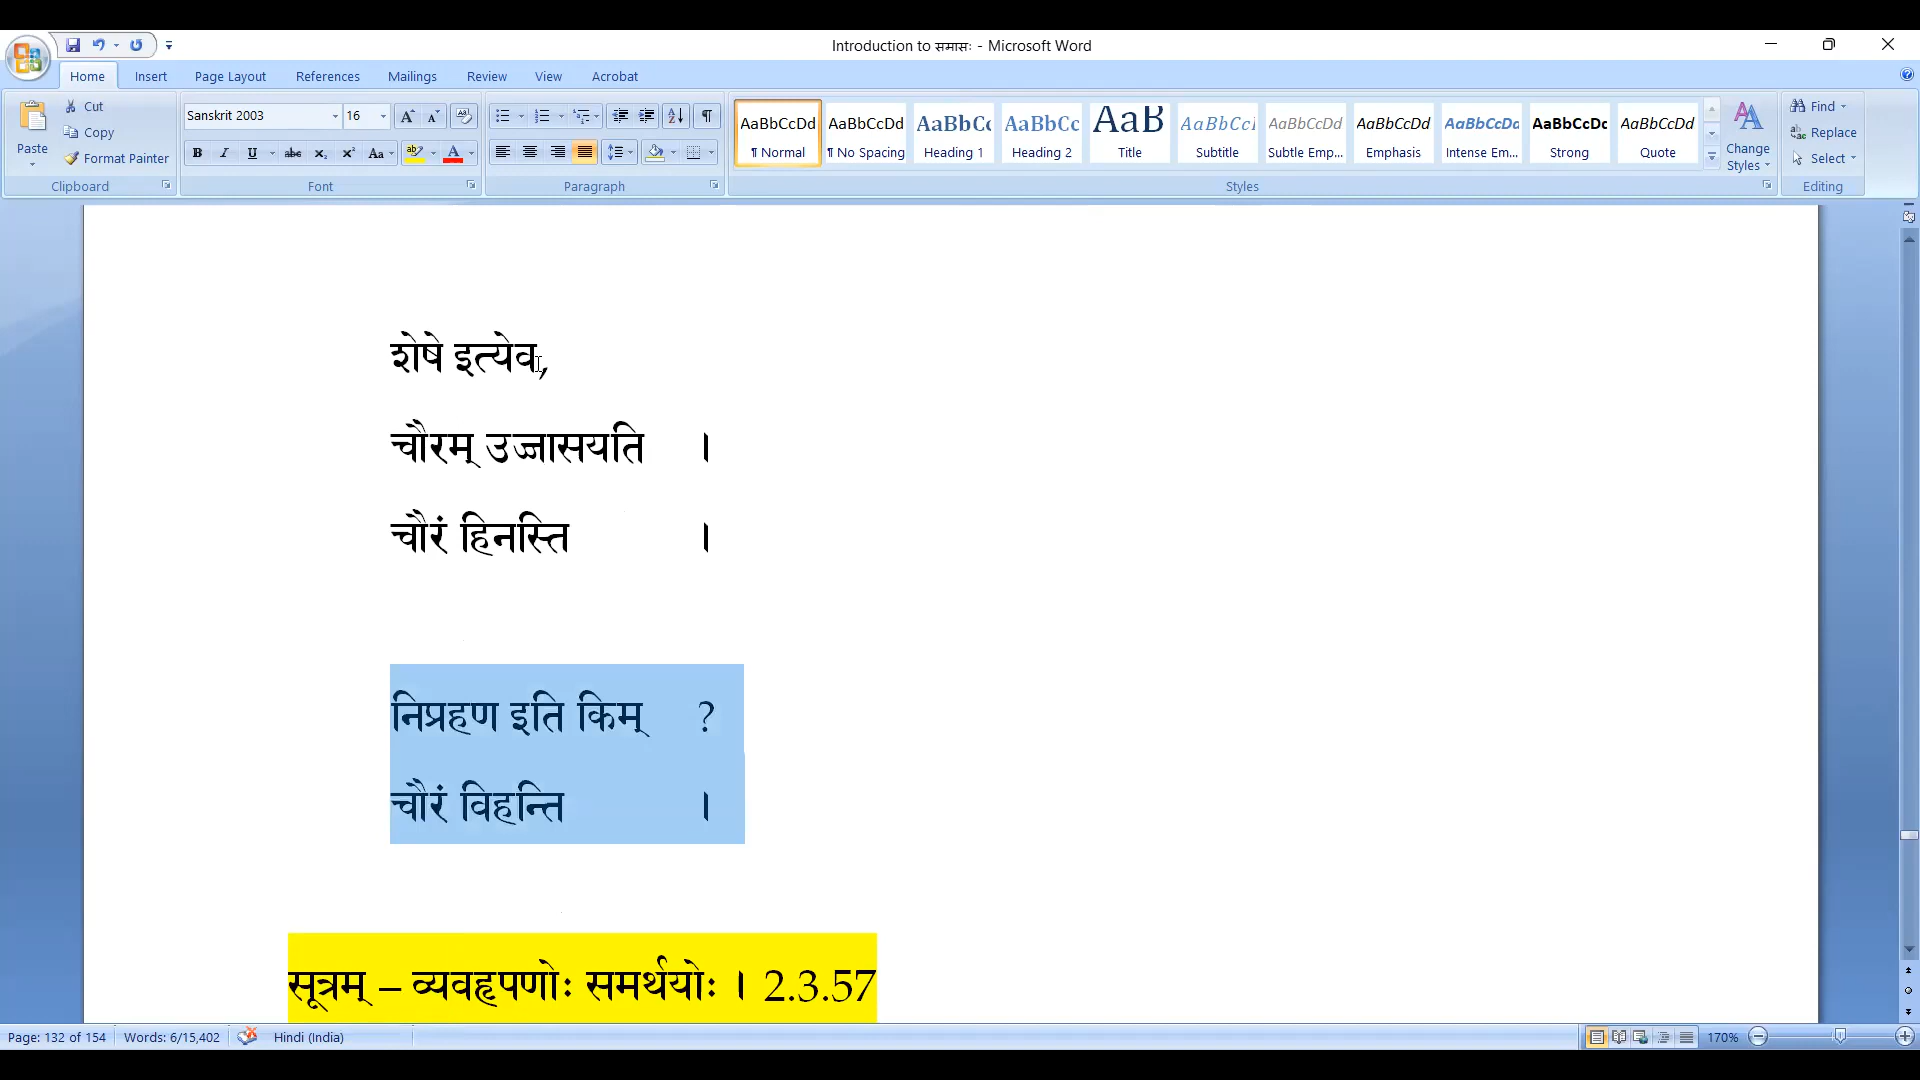 Introduction to समासः - Microsoft Word
Home Insert Page Layout References Mailings Review View Acrobat
Paste
Cut
Copy
Format Painter
Clipboard
Sanskrit 2003 16
Font
Paragraph
AaBbCcDd AaBbCcDd AaBbCc AaBbCc AaB AaBbCcl AaBbCcDd AaBbCcDd AaBbCcDd AaBbCcDc AaBbCcDd
¶ Normal ¶ No Spacing Heading 1 Heading 2 Title Subtitle Subtle Emp... Emphasis Intense Em... Strong Quote
Change Styles
Styles
Find
Replace
Select
Editing
शेषे इत्येव,
चौरम् उज्जासयति ।
चौरं हिनस्ति ।
निप्रहण इति किम् ?
चौरं विहन्ति ।
सूत्रम् – व्यवहृपणोः समर्थयोः । 2.3.57
Page: 132 of 154 Words: 6/15,402 Hindi (India) 170%